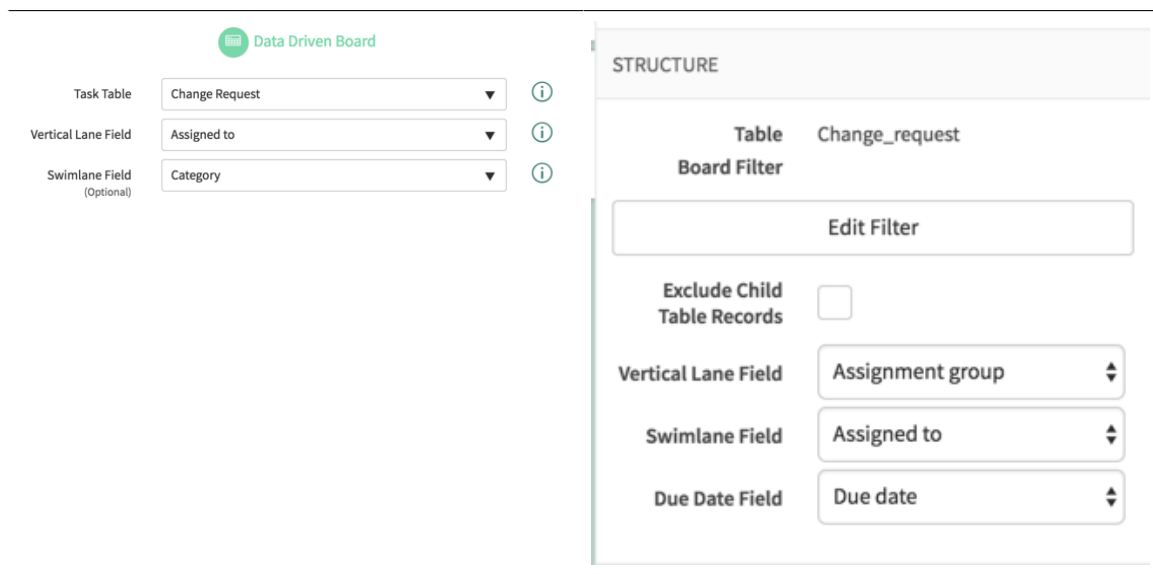 Data Driven Board
Task Table
Change Request
Vertical Lane Field
Assigned to
Swimlane Field
(Optional)
Category
STRUCTURE
Table
Change_request
Board Filter
Edit Filter
Exclude Child
Table Records
Vertical Lane Field
Assignment group
Swimlane Field
Assigned to
Due Date Field
Due date